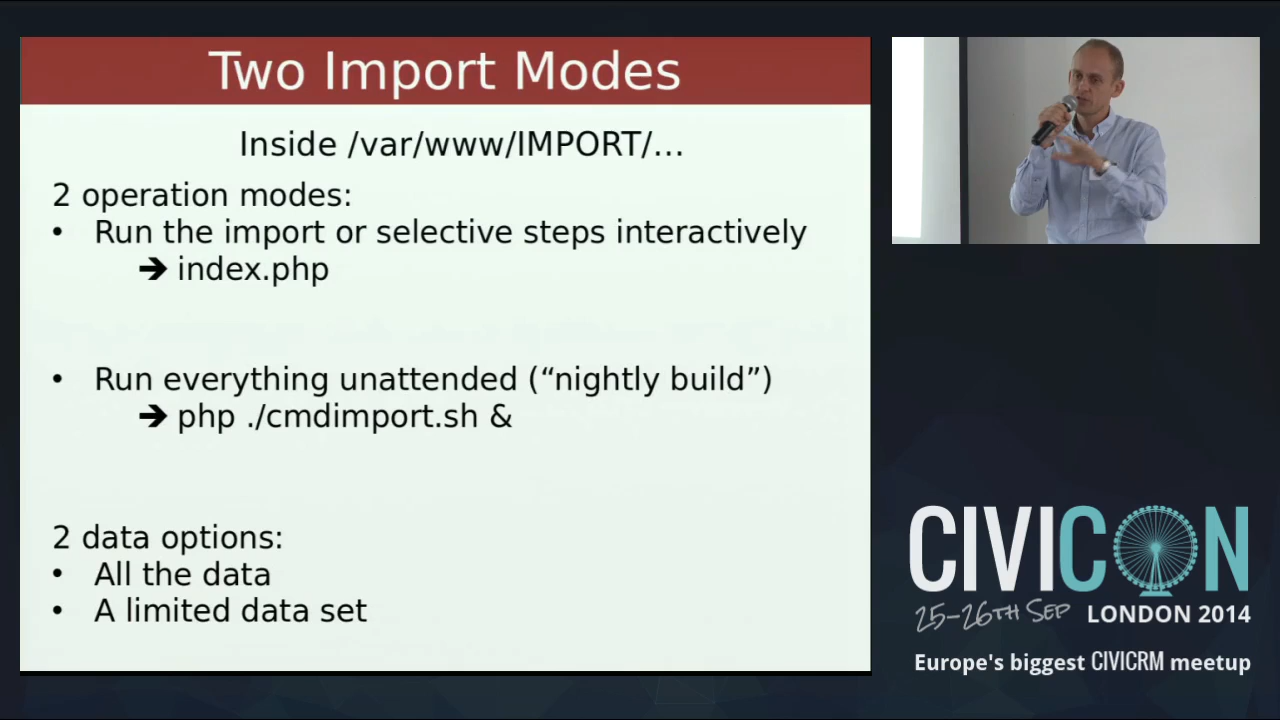 Two Import Modes
Inside /var/www/IMPORT/...
2 operation modes:
• Run the import or selective steps interactively
➔ index.php
• Run everything unattended (“nightly build”)
➔ php ./cmdimport.sh &
2 data options:
• All the data
• A limited data set
CIVICON
25-26TH SEP LONDON 2014
Europe's biggest CIVICRM meetup